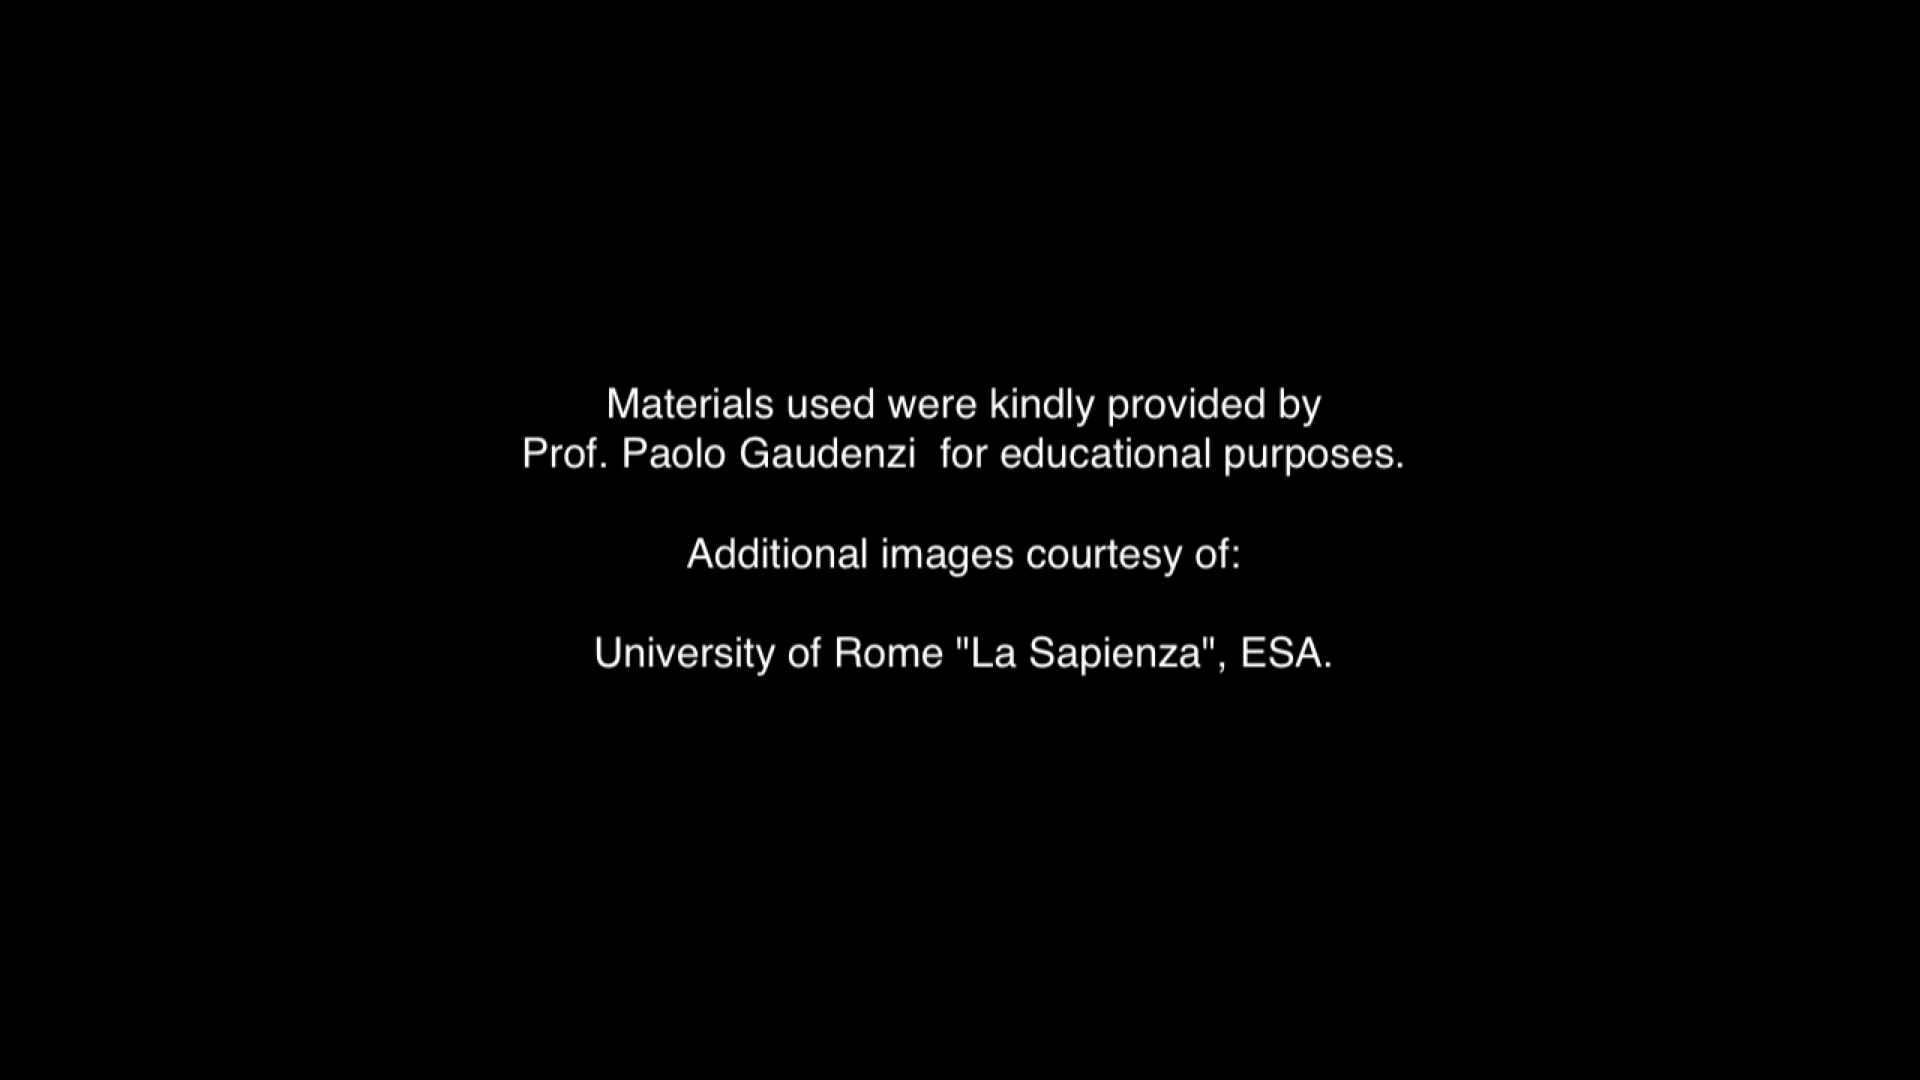 Materials used were kindly provided by
Prof. Paolo Gaudenzi  for educational purposes.
Additional images courtesy of:
University of Rome "La Sapienza", ESA.